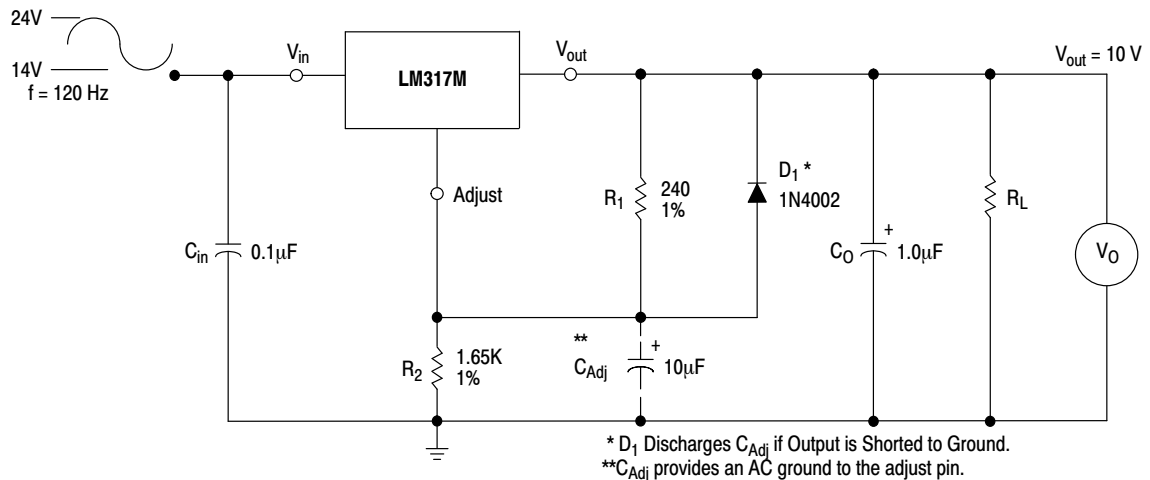 24V
14V
f = 120 Hz
Vin
LM317M
Vout
Vout = 10 V
Adjust
R1
240
1%
D1 *
1N4002
RL
Cin
0.1µF
CO
+
1.0µF
VO
R2
1.65K
1%
**
CAdj
+
10µF
* D1 Discharges CAdj if Output is Shorted to Ground.
**CAdj provides an AC ground to the adjust pin.